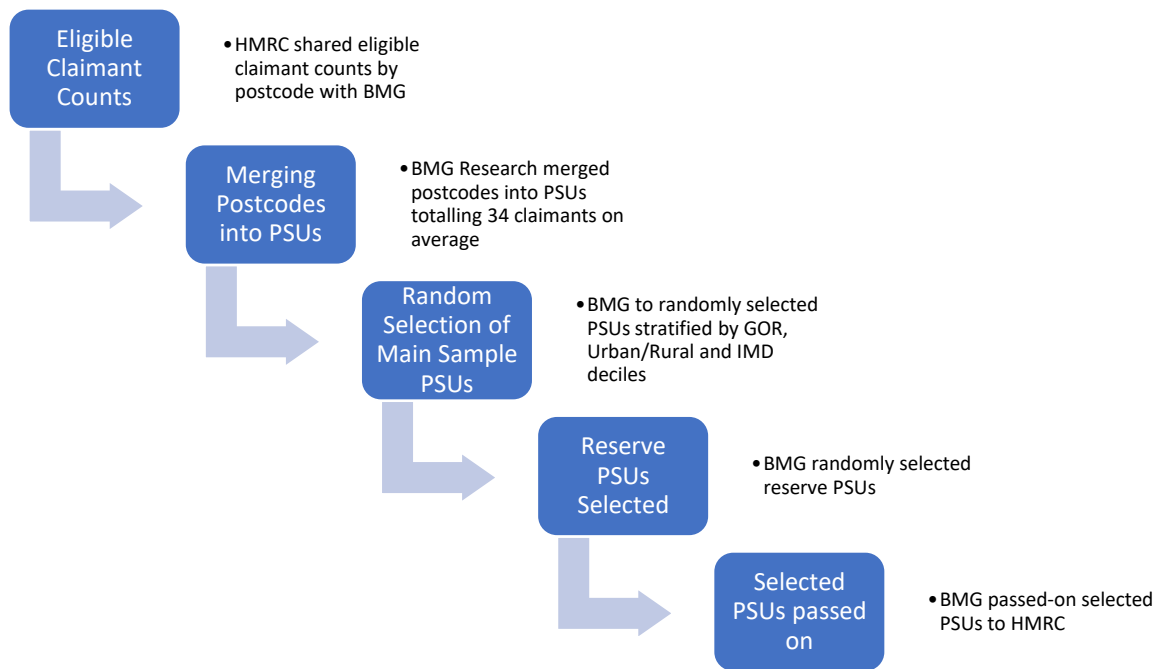 Eligible
Claimant
Counts
•HMRC shared eligible
claimant counts by
postcode with BMG
Merging
Postcodes
into PSUs
•BMG Research merged
postcodes into PSUs
totalling 34 claimants on
average
Random
Selection of
Main Sample
PSUs
•BMG to randomly selected
PSUs stratified by GOR,
Urban/Rural and IMD
deciles
Reserve
PSUs
Selected
•BMG randomly selected
reserve PSUs
Selected
PSUs passed
on
•BMG passed-on selected
PSUs to HMRC